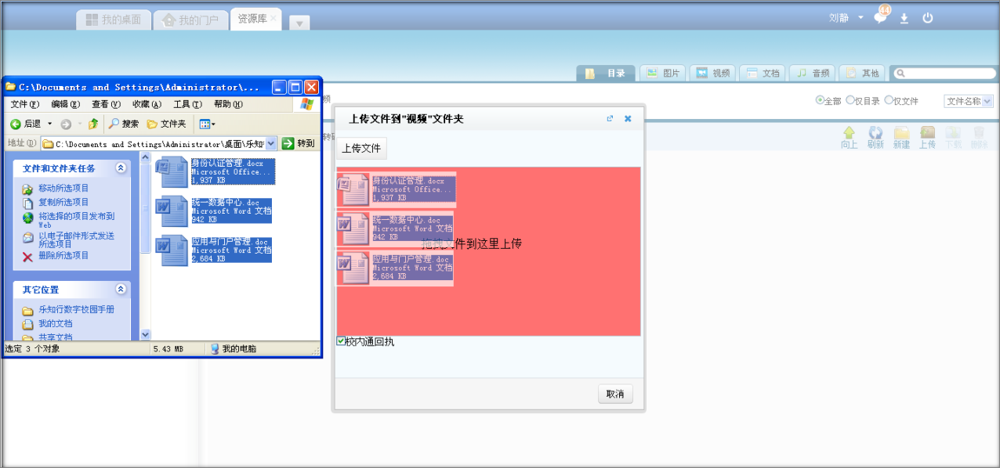 我的桌面
我的门户
资源库
刘静
11
目录
图片
视频
文档
音频
其他
全部 仅目录 仅文件
文件名称
向上 刷新 新建 上传 下载 删除
C:\Documents and Settings\Administrator\...
文件(F) 编辑(E) 查看(V) 收藏(A) 工具(T) 帮助(H)
后退 搜索 文件夹
地址(D) C:\Documents and Settings\Administrator\桌面\乐知 转到
文件和文件夹任务
移动所选项目
复制所选项目
将选择的项目发布到
Web
以电子邮件形式发送
所选项目
删除所选项目
其它位置
乐知行数字校园手册
我的文档
共享文档
身份认证管理.docx
Microsoft Office...
1,937 KB
统一数据中心.doc
Microsoft Word 文档
942 KB
应用与门户管理.doc
Microsoft Word 文档
2,684 KB
选定 3 个对象 5.43 MB 我的电脑
频
转码
上传文件到"视频"文件夹
上传文件
身份认证管理.docx
Microsoft Office...
1,937 KB
统一数据中心.doc
Microsoft Word 文档
942 KB
拖拽文件到这里上传
应用与门户管理.doc
Microsoft Word 文档
2,684 KB
校内通回执
取消